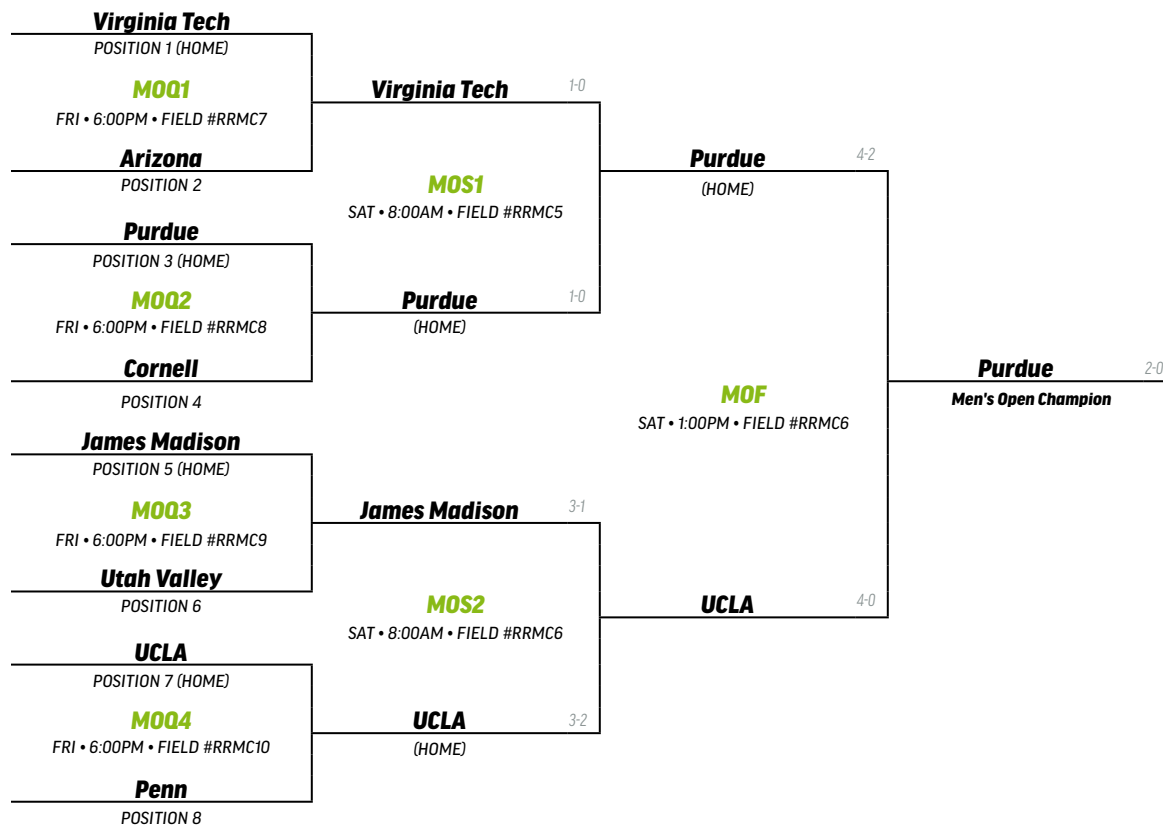 Virginia Tech
POSITION 1 (HOME)
MOQ1
FRI • 6:00PM • FIELD #RRMC7
Arizona
POSITION 2
Purdue
POSITION 3 (HOME)
MOQ2
FRI • 6:00PM • FIELD #RRMC8
Cornell
POSITION 4
James Madison
POSITION 5 (HOME)
MOQ3
FRI • 6:00PM • FIELD #RRMC9
Utah Valley
POSITION 6
UCLA
POSITION 7 (HOME)
MOQ4
FRI • 6:00PM • FIELD #RRMC10
Penn
POSITION 8
Virginia Tech 1-0
MOS1
SAT • 8:00AM • FIELD #RRMC5
Purdue 1-0
(HOME)
James Madison 3-1
MOS2
SAT • 8:00AM • FIELD #RRMC6
UCLA 3-2
(HOME)
Purdue 4-2
(HOME)
MOF
SAT • 1:00PM • FIELD #RRMC6
UCLA 4-0
Purdue 2-0
Men's Open Champion